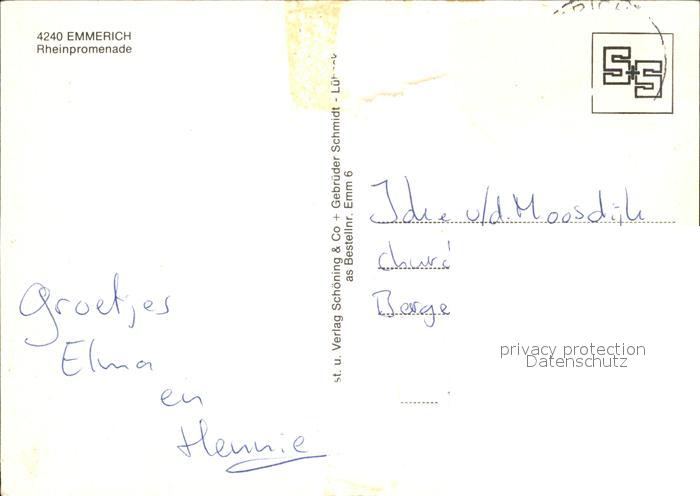 4240 EMMERICH
Rheinpromenade
S+S
st. u. Verlag Schöning & Co + Gebrüder Schmidt - Lübeck
as Bestellnr. Emm 6
v/d. Moosdijk
Berge
Groetjes
Elma
en
Hennie
privacy protection
Datenschutz